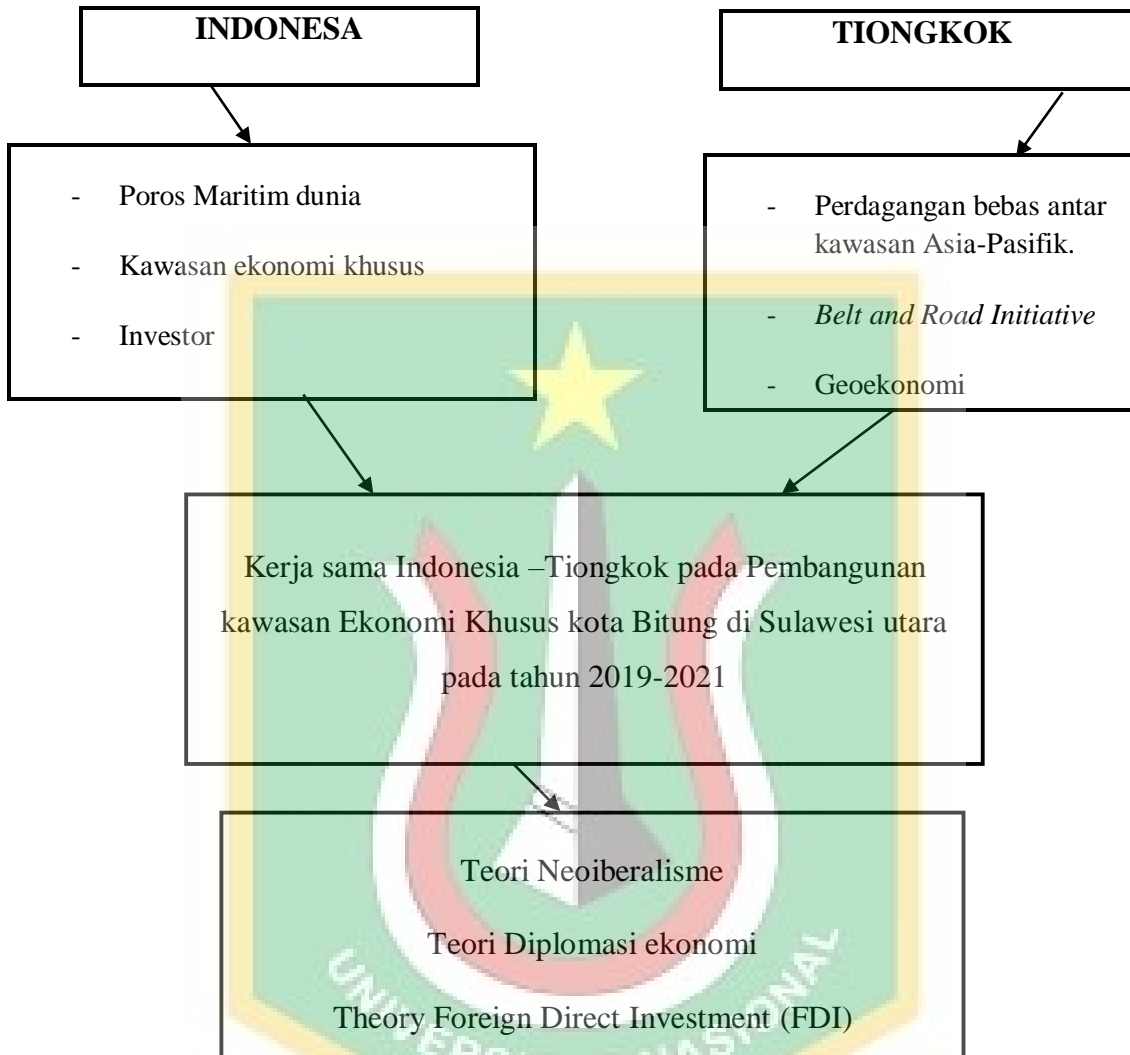 INDONESA
TIONGKOK
- Poros Maritim dunia
- Kawasan ekonomi khusus
- Investor
- Perdagangan bebas antar
kawasan Asia-Pasifik.
- Belt and Road Initiative
- Geoekonomi
Kerja sama Indonesia –Tiongkok pada Pembangunan
kawasan Ekonomi Khusus kota Bitung di Sulawesi utara
pada tahun 2019-2021
Teori Neoiberalisme
Teori Diplomasi ekonomi
Theory Foreign Direct Investment (FDI)
UNIVERSITAS NASIONAL